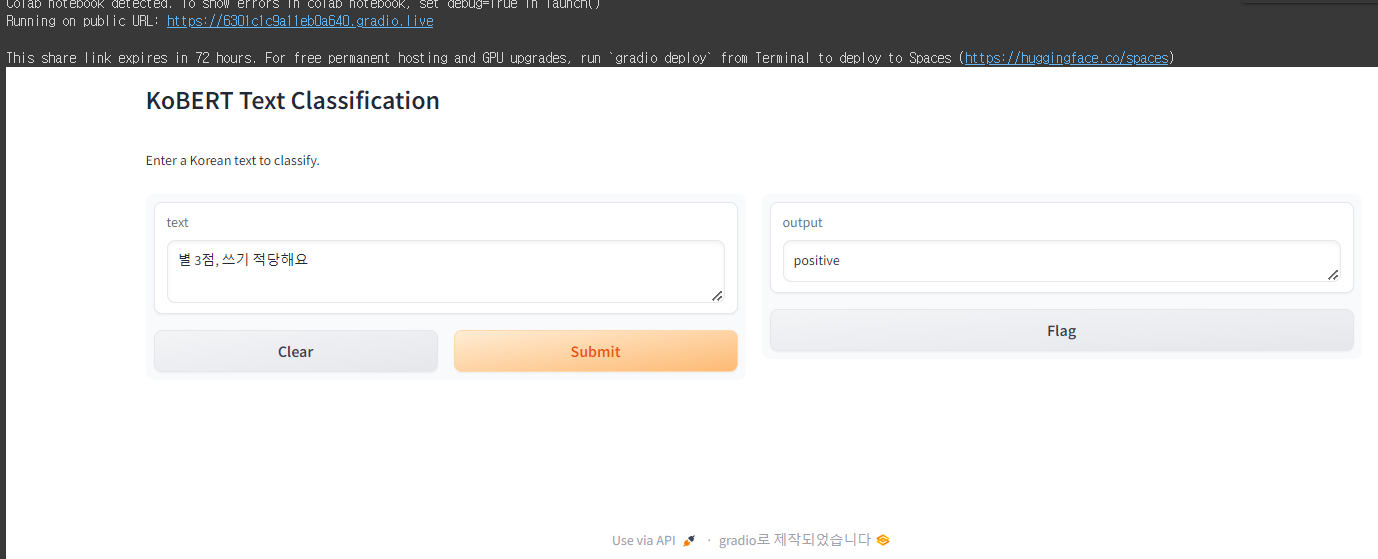 Colab notebook detected. To show errors in colab notebook, set debug=True in launch()
Running on public URL: https://6301c1c9a11eb0a640.gradio.live
This share link expires in 72 hours. For free permanent hosting and GPU upgrades, run `gradio deploy` from Terminal to deploy to Spaces (https://huggingface.co/spaces)
KoBERT Text Classification
Enter a Korean text to classify.
text
별 3점, 쓰기 적당해요
Clear
Submit
output
positive
Flag
Use via API · gradio로 제작되었습니다